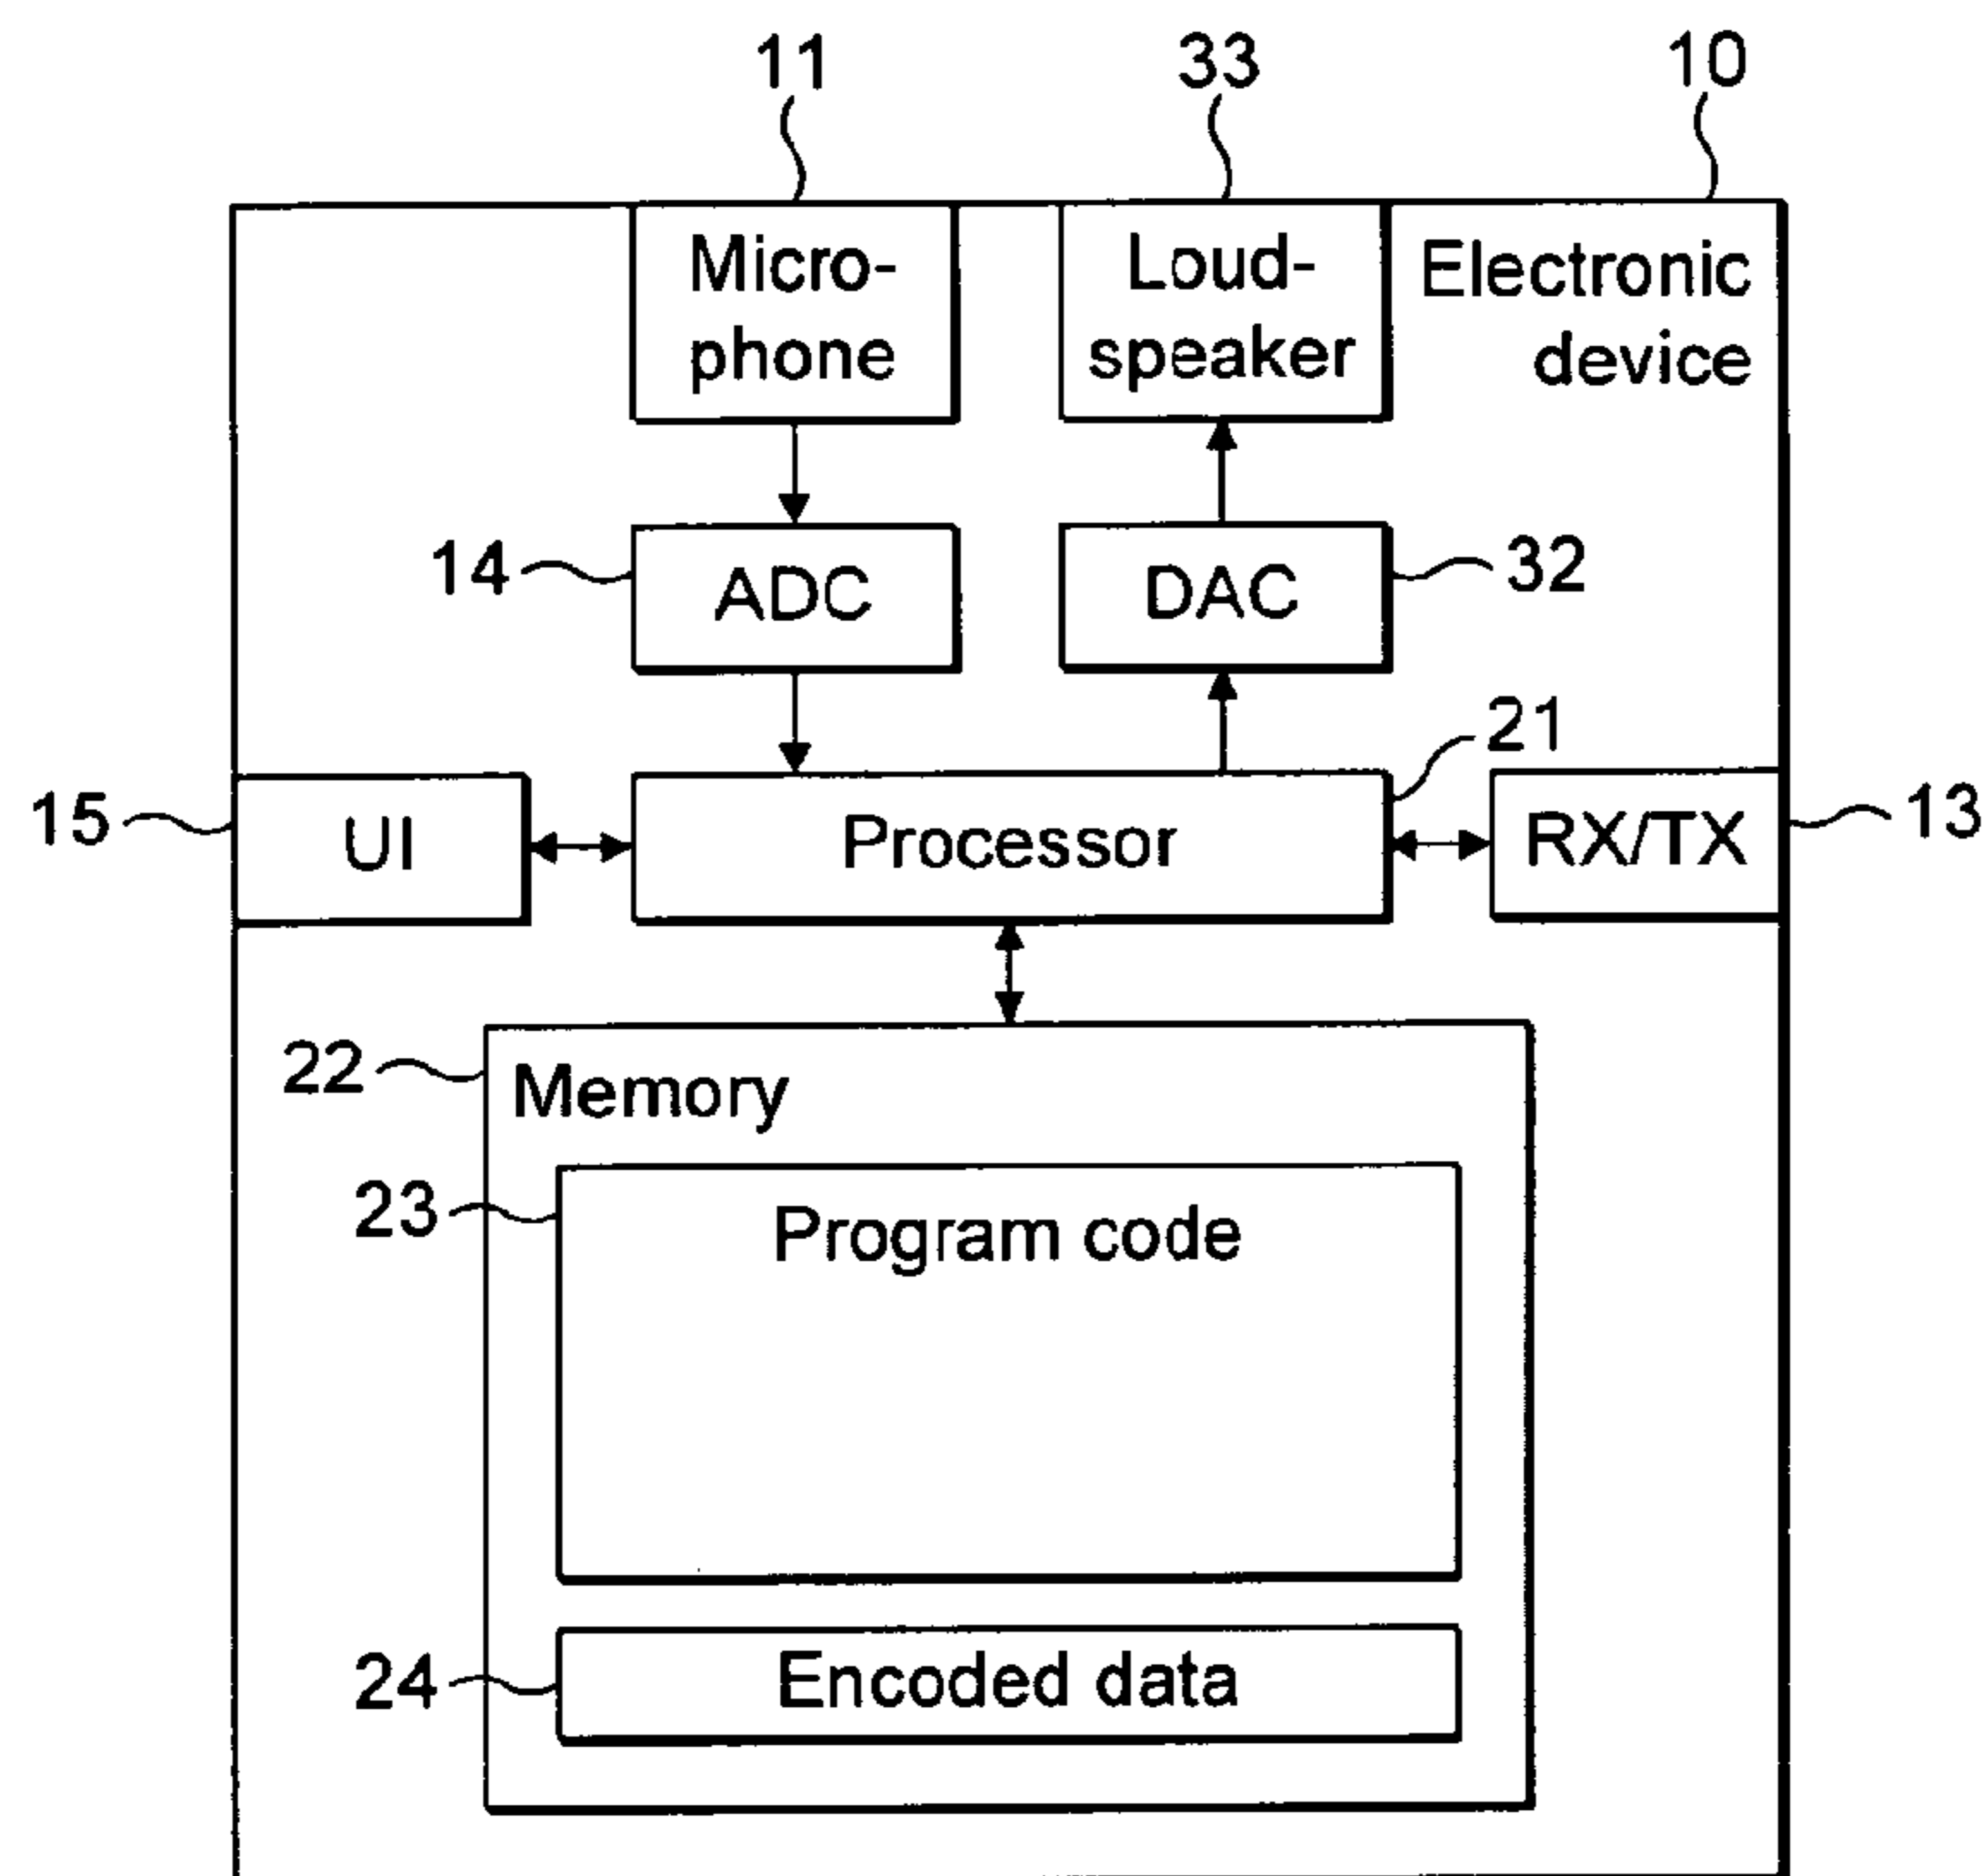 11
33
10
Micro-
phone
Loud-
speaker
Electronic
device
14
ADC
DAC
32
21
15
UI
Processor
RX/TX
13
22
Memory
23
Program code
24
Encoded data